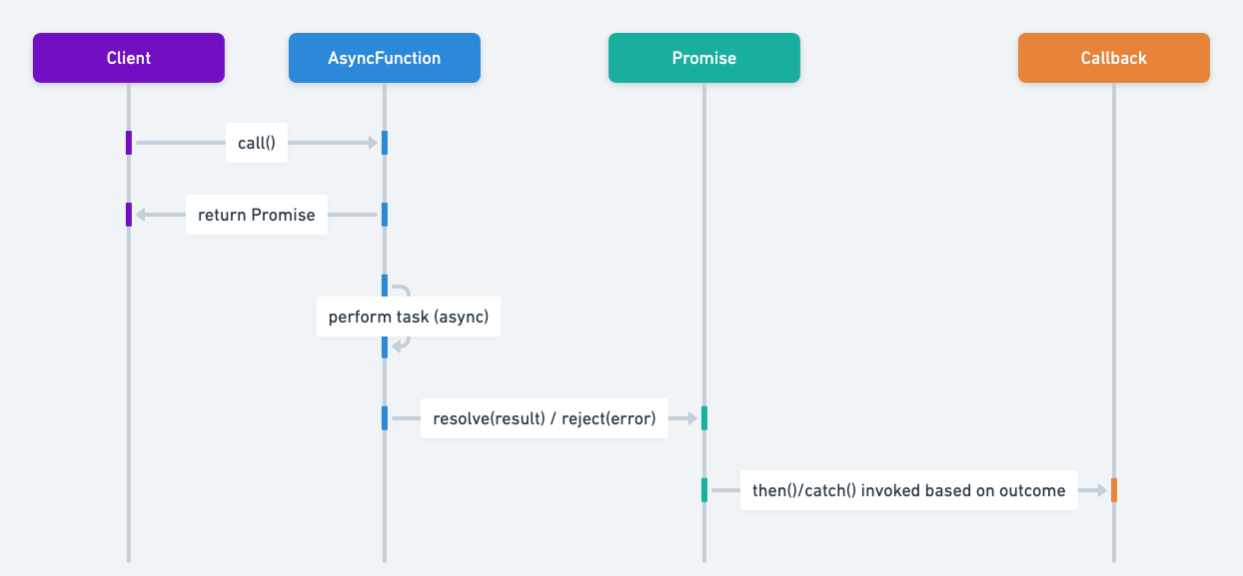 Client
AsyncFunction
Promise
Callback
call()
return Promise
perform task (async)
resolve(result) / reject(error)
then()/catch() invoked based on outcome